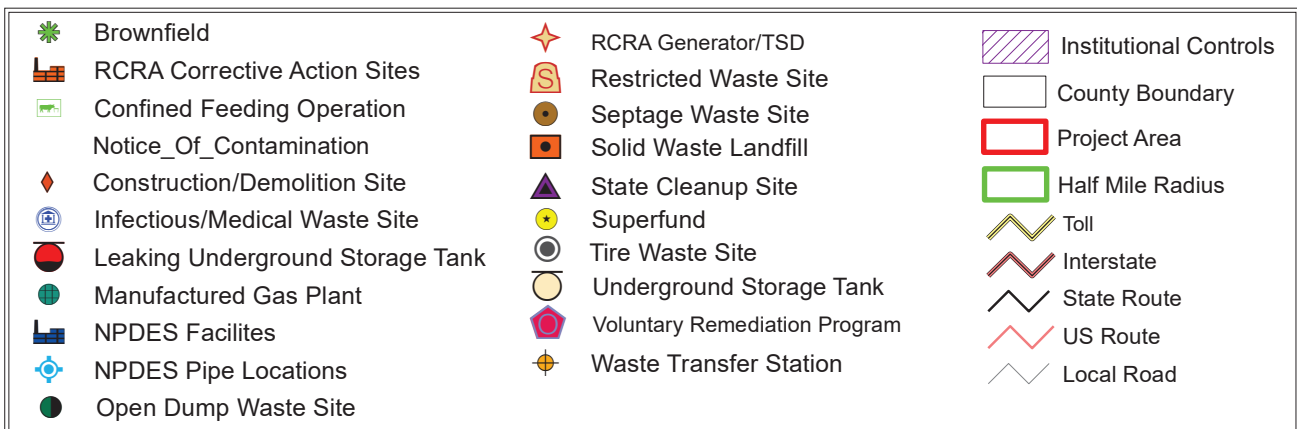 Brownfield
RCRA Corrective Action Sites
Confined Feeding Operation
Notice_Of_Contamination
Construction/Demolition Site
Infectious/Medical Waste Site
Leaking Underground Storage Tank
Manufactured Gas Plant
NPDES Facilites
NPDES Pipe Locations
Open Dump Waste Site
RCRA Generator/TSD
S
Restricted Waste Site
Septage Waste Site
Solid Waste Landfill
State Cleanup Site
Superfund
Tire Waste Site
Underground Storage Tank
Voluntary Remediation Program
Waste Transfer Station
Institutional Controls
County Boundary
Project Area
Half Mile Radius
Toll
Interstate
State Route
US Route
Local Road